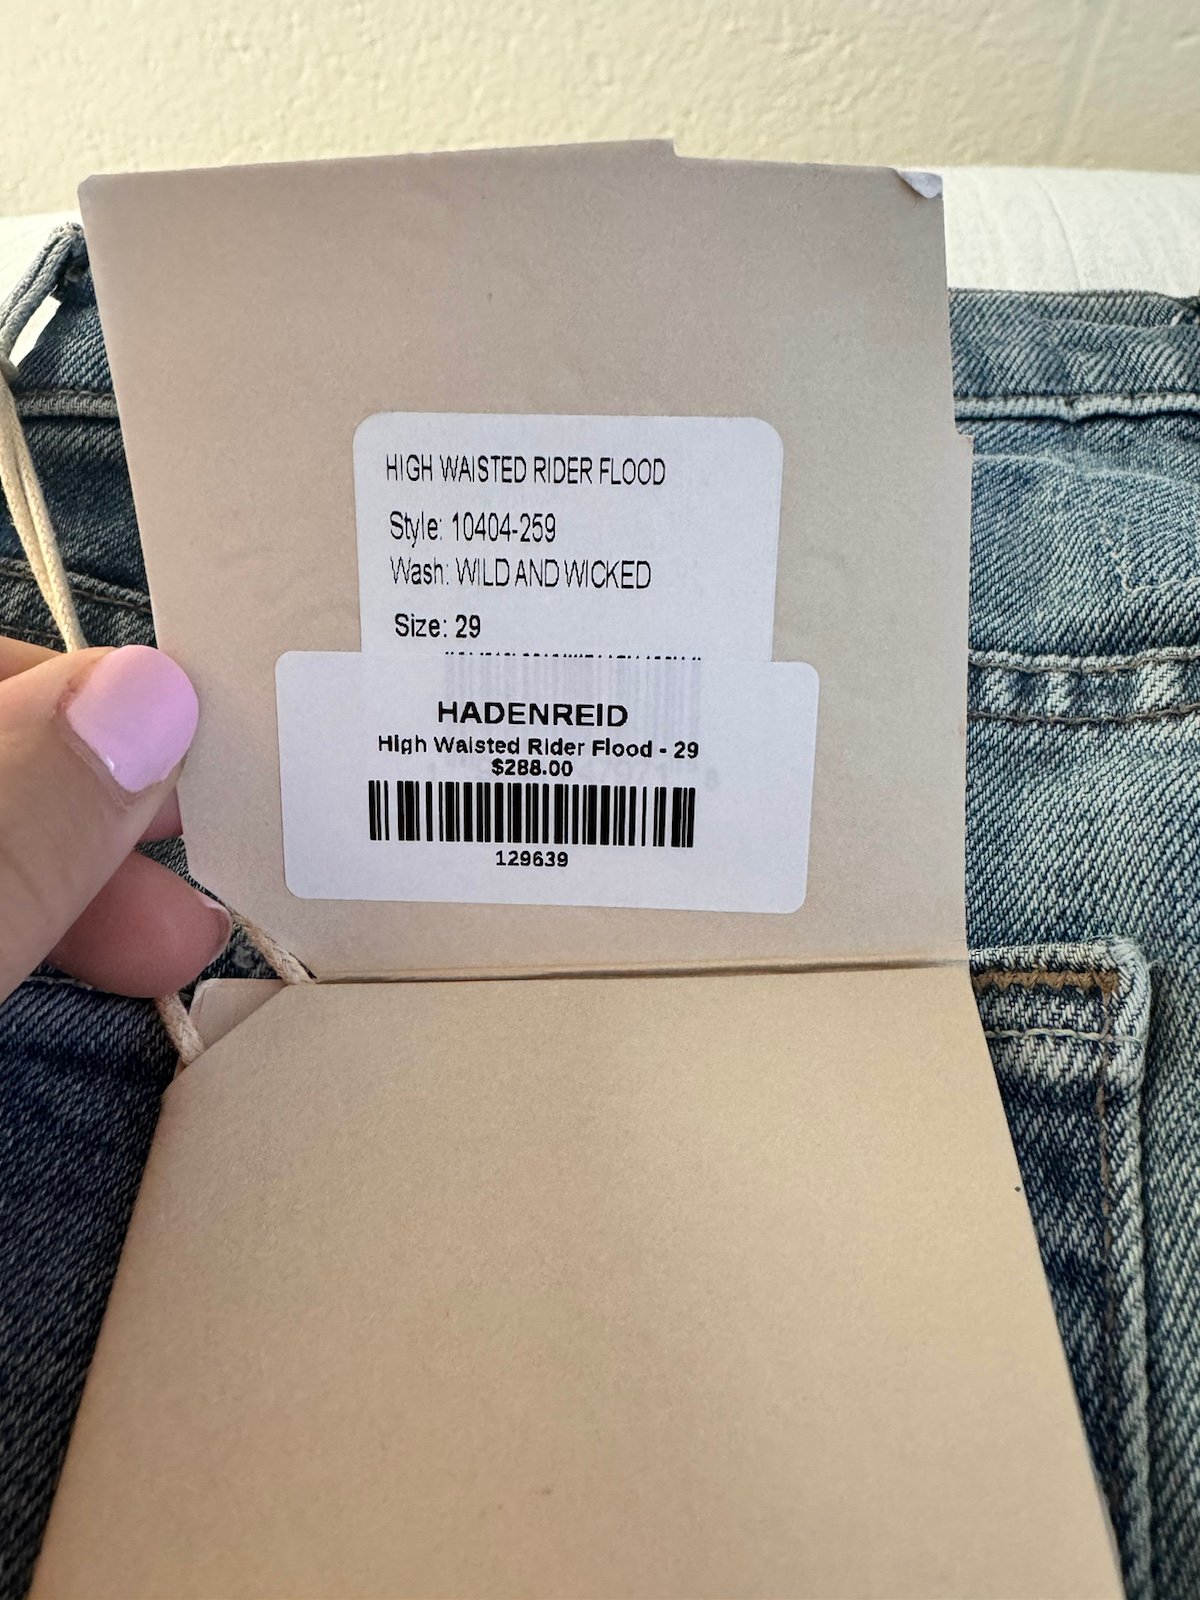 HIGH WAISTED RIDER FLOOD
Style: 10404-259
Wash: WILD AND WICKED
Size: 29
HADENREID
High Waisted Rider Flood - 29
$288.00
129639